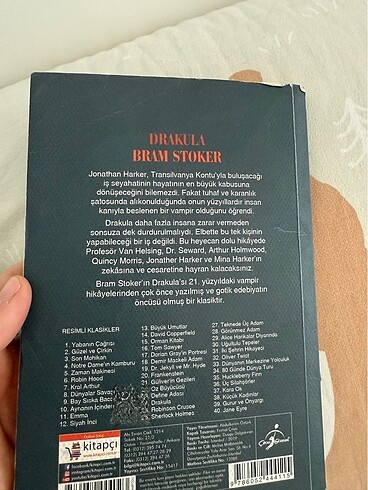 DRAKULA
BRAM STOKER
Jonathan Harker, Transilvanya Kontu'yla buluşacağı
iş seyahatinin hayatının en büyük kabusuna
dönüşeceğini bilemezdi. Fakat tuhaf ve karanlık
şatosunda alıkonulduğunda onun yüzyıllardır insan
kanıyla beslenen bir vampir olduğunu öğrendi.
Drakula daha fazla insana zarar vermeden
sonsuza dek durdurulmalıydı. Elbette bu tek kişinin
yapabileceği bir iş değildi. Bu heyecan dolu hikâyede
Profesör Van Helsing, Dr. Seward, Arthur Holmwood,
Quincy Morris, Jonather Harker ve Mina Harker'ın
zekâsına ve cesaretine hayran kalacaksınız.
Bram Stoker'ın Drakula'sı 21. yüzyıldaki vampir
hikâyelerinden çok önce yazılmış ve gotik edebiyatın
öncüsü olmuş bir klasiktir.
RESİMLİ KLASİKLER
1. Yabanın Çağrısı
2. Güzel ve Çirkin
3. Son Mohikan
4. Notre Dame'ın Kamburu
5. Zaman Makinesi
6. Robin Hood
7. Kral Arthur
8. Dünyalar Savaşı
9. Bay Sıska Bacak
10. Aynanın İçinden
11. Emma
12. Siyah İnci
13. Büyük Umutlar
14. David Copperfield
15. Orman Kitabı
16. Tom Sawyer
17. Dorian Gray'in Portresi
18. Demir Maskeli Adam
19. Dr. Jekyll ve Mr. Hyde
20. Frankenstein
21. Güliver'in Gezileri
Oz Büyücüsü
Define Adası
Drakula
Robinson Crusoe
Sherlock Holmes
27. Teknede Üç Adam
28. Görünmez Adam
29. Alice Harikalar Diyarında
30. Uğultulu Tepeler
31. İki Şehrin Hikâyesi
32. Oliver Twist
33. Dünyanın Merkezine Yolculuk
34. 80 Günde Dünya Turu
35. Huckleberry Finn
36. Üç Silahşörler
37. Kara Ok
38. Küçük Kadınlar
39. Gurur ve Önyargı
40. Jane Eyre
kitapçı
9 786052 444115